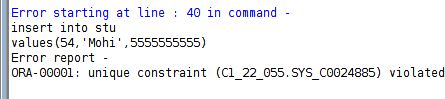 Error starting at line : 40 in command -
insert into stu
values(54,'Mohi',5555555555)
Error report -
ORA-00001: unique constraint (C1_22_055.SYS_C0024885) violated